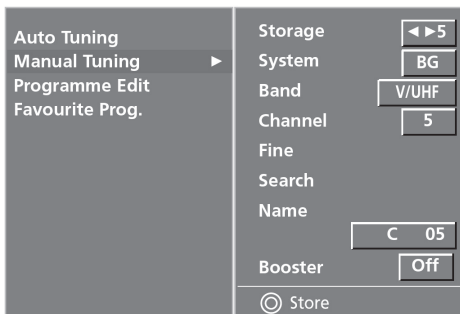 Auto Tuning
Manual Tuning ►
Programme Edit
Favourite Prog.
Storage ◄►5
System BG
Band V/UHF
Channel 5
Fine
Search
Name
C 05
Booster Off
Store